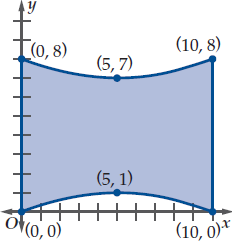 y
(0, 8)
(10, 8)
(5, 7)
(5, 1)
O
(0, 0)
(10, 0)
x